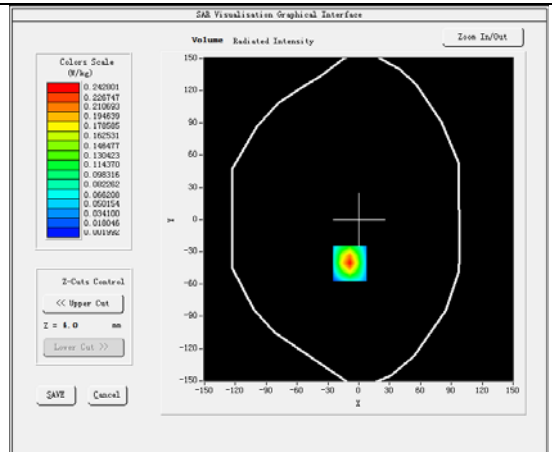 SAR Visualisation Graphical Interface
Volume Radiated Intensity
Zoom In/Out
Colors Scale
(W/kg)
0.242801
0.226747
0.210693
0.194639
0.178585
0.162531
0.146477
0.130423
0.114370
0.098316
0.082262
0.066208
0.050154
0.034100
0.018046
0.001992
Z-Cuts Control
<< Upper Cut
Z = 4.0 mm
Lower Cut >>
SAVE
Cancel
150
120
90
60
30
0
-30
-60
-90
-120
-150
Y
-150 -120 -90 -60 -30 0 30 60 90 120 150
X